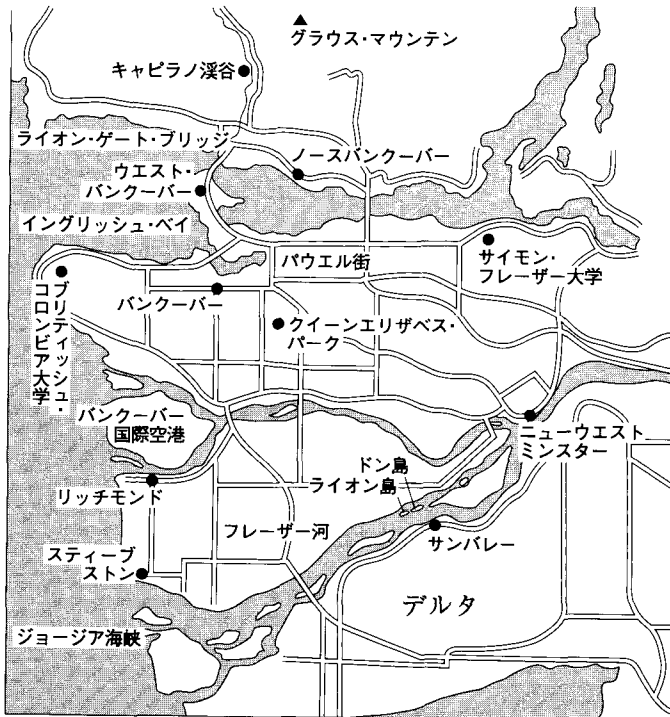 グラウス・マウンテン
キャピラノ渓谷
ライオン・ゲート・ブリッジ
ノースバンクーバー
ウエスト・
バンクーバー
イングリッシュ・ベイ
パウエル街
サイモン・
フレーザー大学
ブリティッシュ・
コロンビア大学
バンクーバー
クイーンエリザベス・
パーク
バンクーバー
国際空港
ニューウエスト
ミンスター
ドン島
ライオン島
リッチモンド
フレーザー河
サンバレー
スティーブ
ストン
デルタ
ジョージア海峡